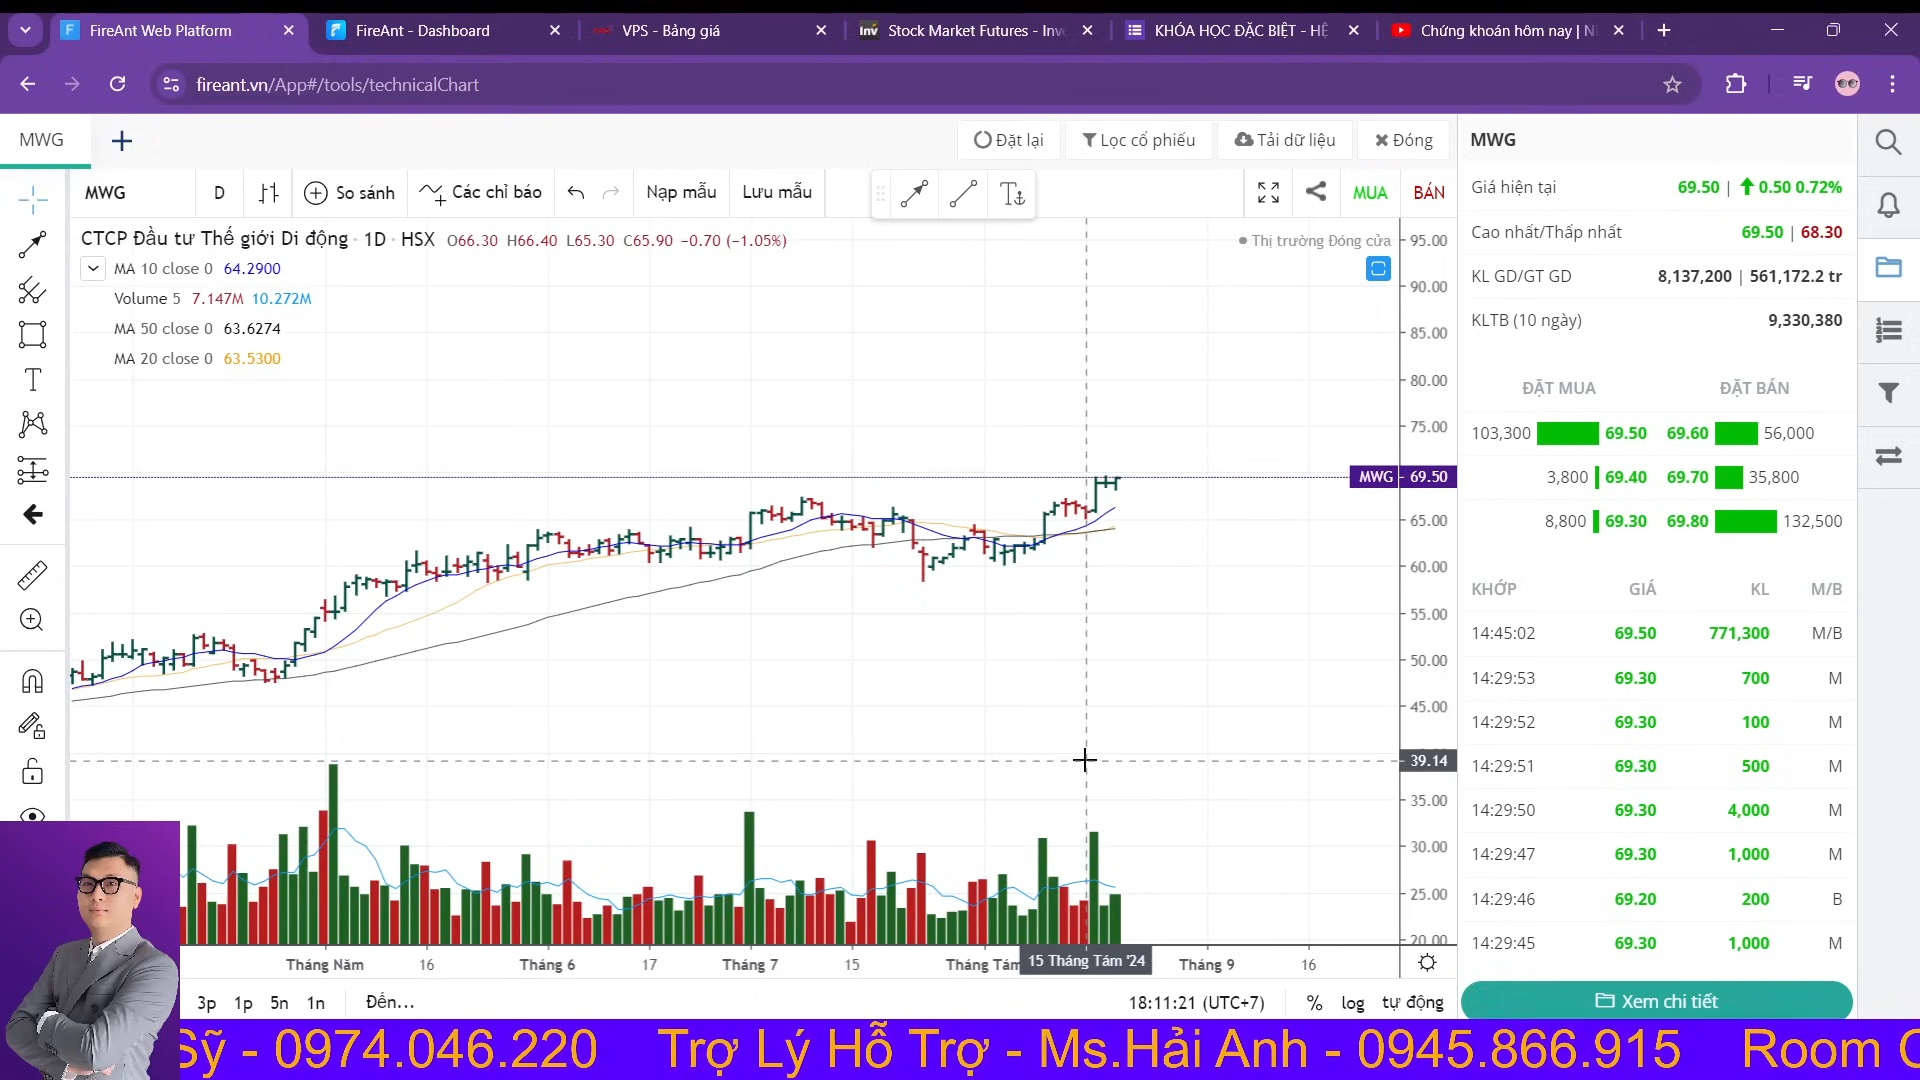 FireAnt Web Platform
FireAnt - Dashboard
VPS - Bảng giá
Inv Stock Market Futures - Inve
KHÓA HỌC ĐẶC BIỆT - HỆ
Chứng khoán hôm nay | N
fireant.vn/App#/tools/technicalChart
MWG
Đặt lại
Lọc cổ phiếu
Tải dữ liệu
Đóng
MWG
D
So sánh
Các chỉ báo
Nạp mẫu
Lưu mẫu
MUA
BÁN
CTCP Đầu tư Thế giới Di động · 1D · HSX O66.30 H66.40 L65.30 C65.90 −0.70 (−1.05%)
Thị trường Đóng cửa
MA 10 close 0 64.2900
Volume 5 7.147M 10.272M
MA 50 close 0 63.6274
MA 20 close 0 63.5300
95.00
90.00
85.00
80.00
75.00
MWG 69.50
65.00
60.00
55.00
50.00
45.00
39.14
35.00
30.00
25.00
20.00
Tháng Năm
16
Tháng 6
17
Tháng 7
15
Tháng Tám
15 Tháng Tám '24
Tháng 9
16
3p 1p 5n 1n
Đến...
18:11:21 (UTC+7)
% log tự động
MWG
Giá hiện tại 69.50 | 0.50 0.72%
Cao nhất/Thấp nhất 69.50 | 68.30
KL GD/GT GD 8,137,200 | 561,172.2 tr
KLTB (10 ngày) 9,330,380
ĐẶT MUA ĐẶT BÁN
103,300 69.50 69.60 56,000
3,800 69.40 69.70 35,800
8,800 69.30 69.80 132,500
KHỚP GIÁ KL M/B
14:45:02 69.50 771,300 M/B
14:29:53 69.30 700 M
14:29:52 69.30 100 M
14:29:51 69.30 500 M
14:29:50 69.30 4,000 M
14:29:47 69.30 1,000 M
14:29:46 69.20 200 B
14:29:45 69.30 1,000 M
Xem chi tiết
Sỹ - 0974.046.220 Trợ Lý Hỗ Trợ - Ms.Hải Anh - 0945.866.915 Room